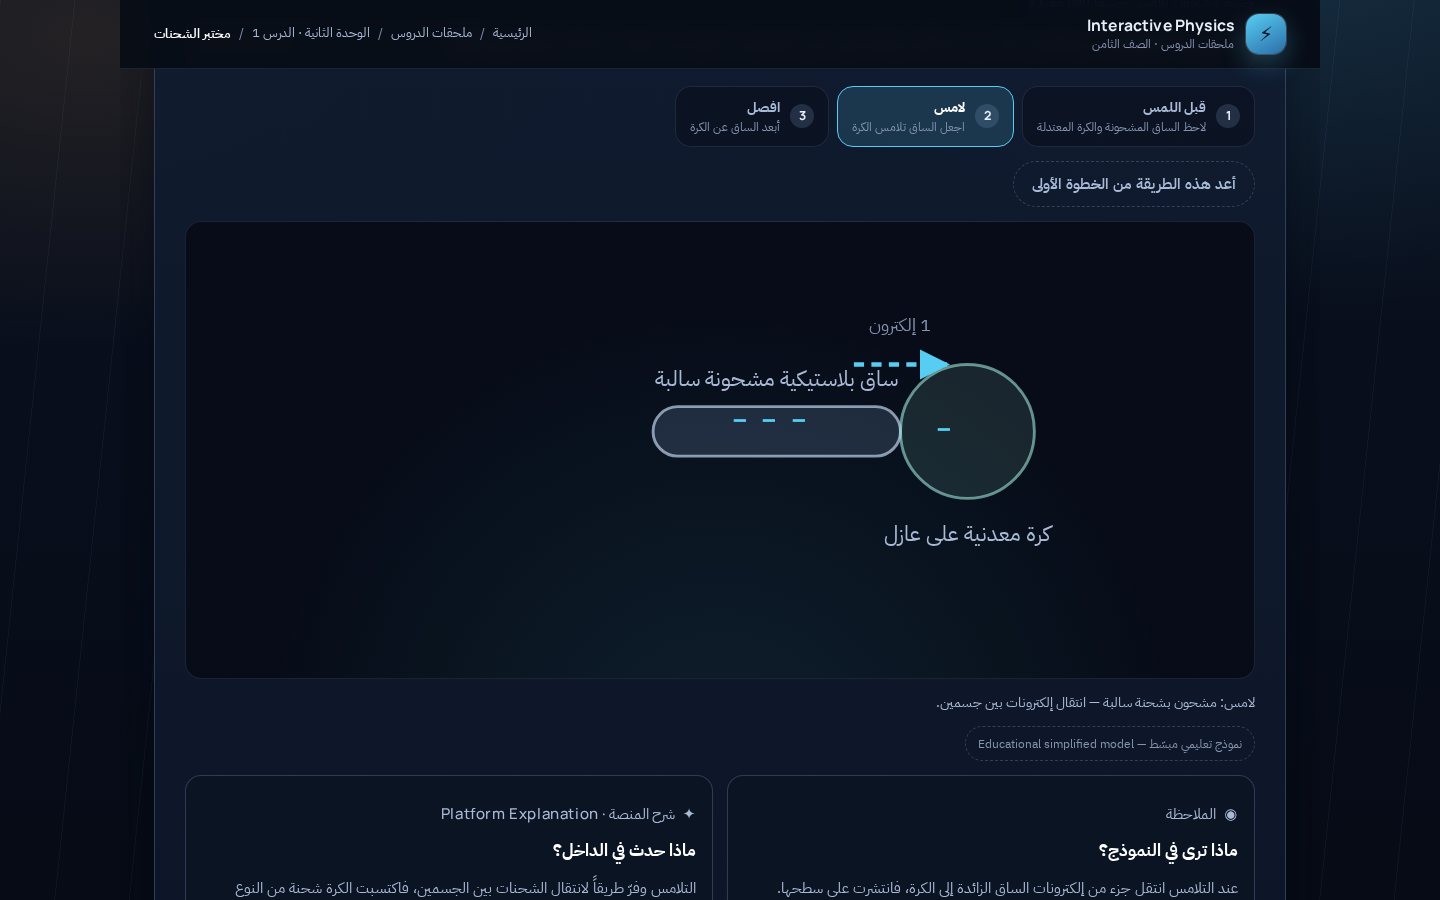 Interactive Physics
ملحقات الدروس · الصف الثامن
الرئيسية / ملحقات الدروس / الوحدة الثانية · الدرس 1 / مختبر الشحنات
1
قبل اللمس
لاحظ الساق المشحونة والكرة المعتدلة
2
لامس
اجعل الساق تلامس الكرة
3
افصل
أبعد الساق عن الكرة
أعد هذه الطريقة من الخطوة الأولى
1 إلكترون
ساق بلاستيكية مشحونة سالبة
− − −
−
كرة معدنية على عازل
لامس: مشحون بشحنة سالبة — انتقال إلكترونات بين جسمين.
نموذج تعليمي مبسّط — Educational simplified model
◉ الملاحظة
ماذا ترى في النموذج؟
عند التلامس انتقل جزء من إلكترونات الساق الزائدة إلى الكرة، فانتشرت على سطحها.
✦ شرح المنصة · Platform Explanation
ماذا حدث في الداخل؟
التلامس وفّر طريقاً لانتقال الشحنات بين الجسمين، فاكتسبت الكرة شحنة من النوع